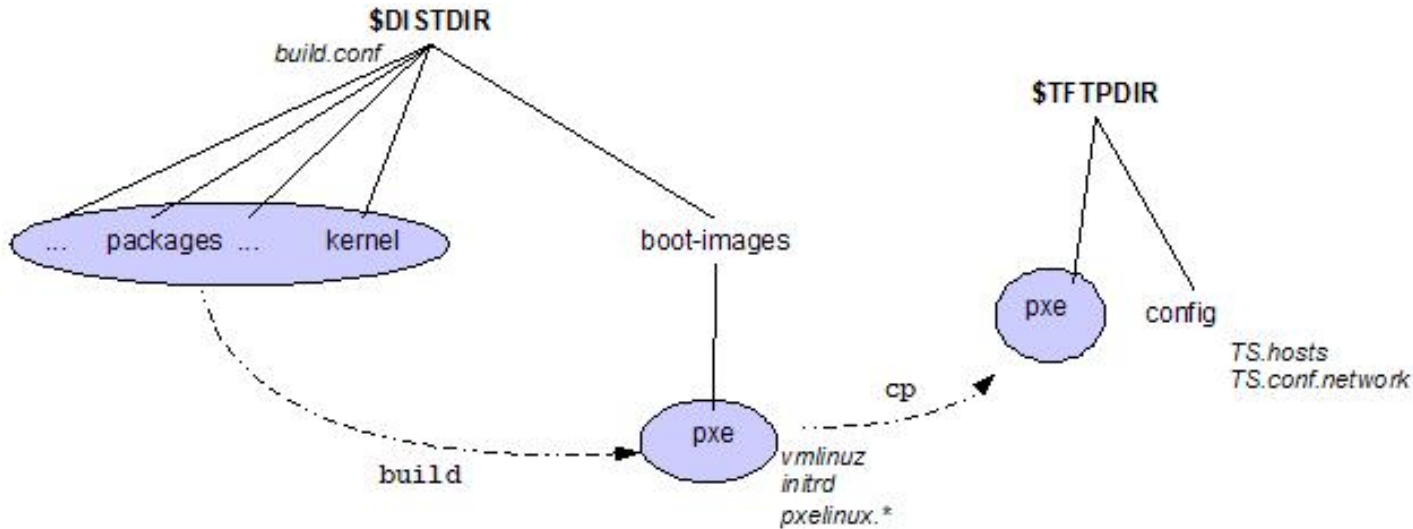 $DISTDIR
build.conf
$TFTPDIR
... packages ... kernel
boot-images
pxe
config
TS.hosts
TS.conf.network
cp
pxe
build
vmlinuz
initrd
pxelinux.*